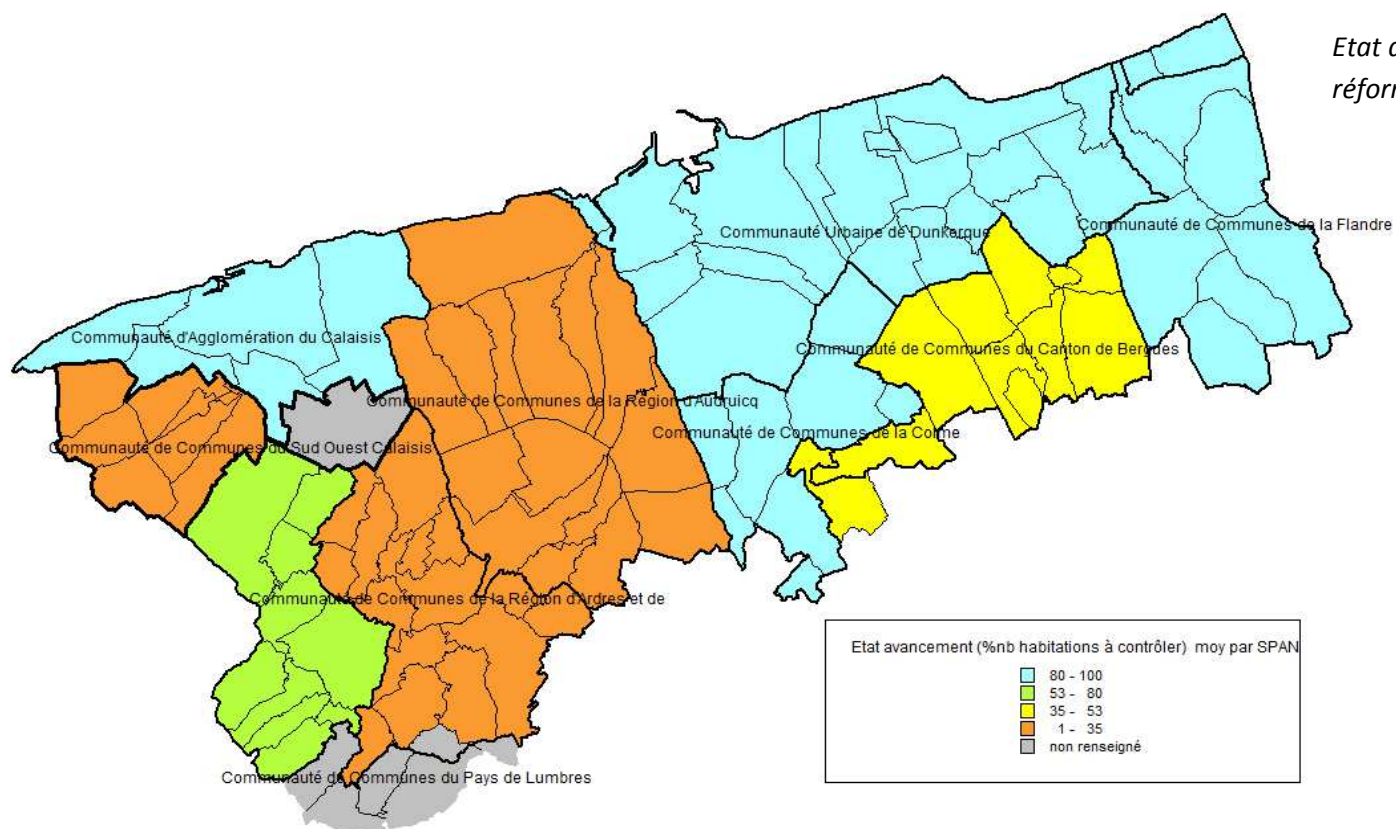 Etat
réfor
Communauté Urbaine de Dunkerque
Communauté de Communes de la Flandre
Communauté d'Agglomération du Calaisis
Communauté de Communes du Canton de Bergues
Communauté de Communes de la Région d'Audruicq
Communauté de Communes de la Colme
Communauté de Communes du Sud Ouest Calaisis
Communauté de Communes de la Région d'Ardres et de
Communauté de Communes du Pays de Lumbres
Etat avancement (%nb habitations à contrôler) moy par SPAN
80 - 100
53 - 80
35 - 53
1 - 35
non renseigné